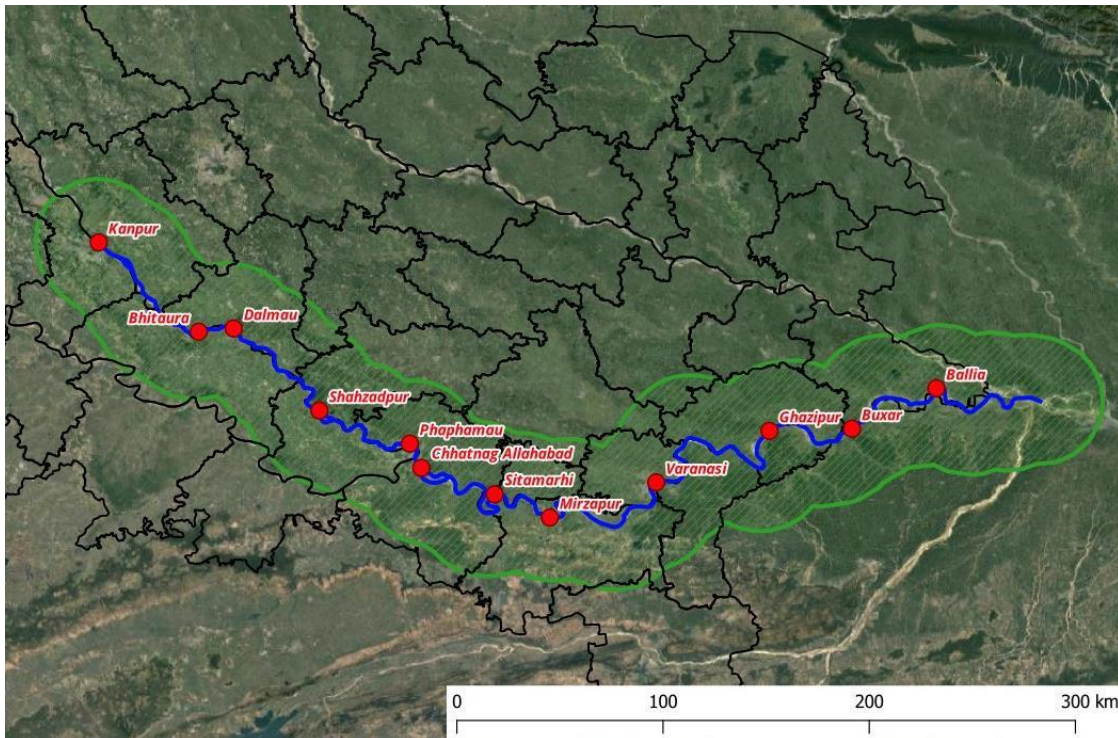 Kanpur
Bhitaura
Dalmau
Shahzadpur
Phaphamau
Chhatnag Allahabad
Sitamarhi
Mirzapur
Varanasi
Ghazipur
Buxar
Ballia
0 100 200 300 km